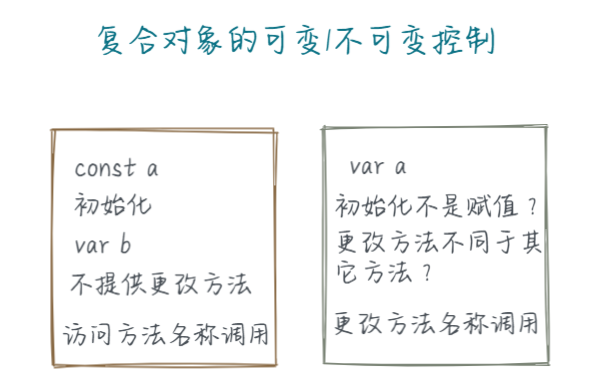 复合对象的可变/不可变控制
const a
初始化
var b
不提供更改方法
访问方法名称调用
var a
初始化不是赋值？
更改方法不同于其
它方法？
更改方法名称调用